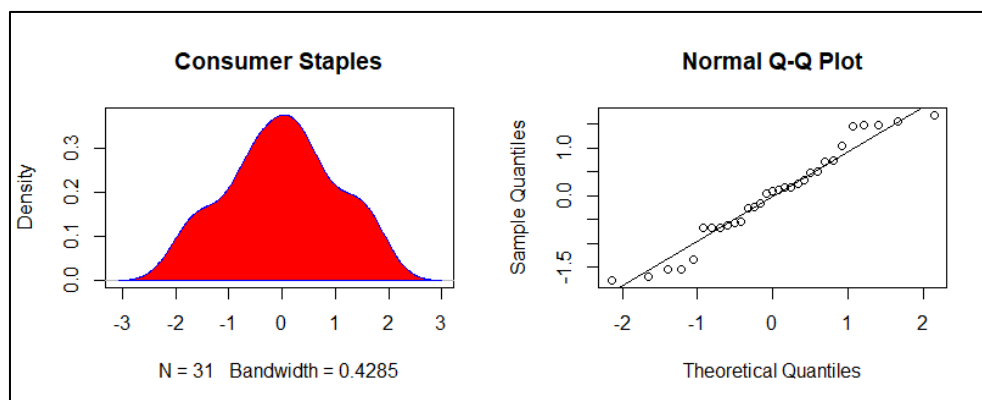 Consumer Staples
Density
0.0 0.1 0.2 0.3
-3 -2 -1 0 1 2 3
N = 31 Bandwidth = 0.4285
Normal Q-Q Plot
Sample Quantiles
-1.5 0.0 1.0
-2 -1 0 1 2
Theoretical Quantiles